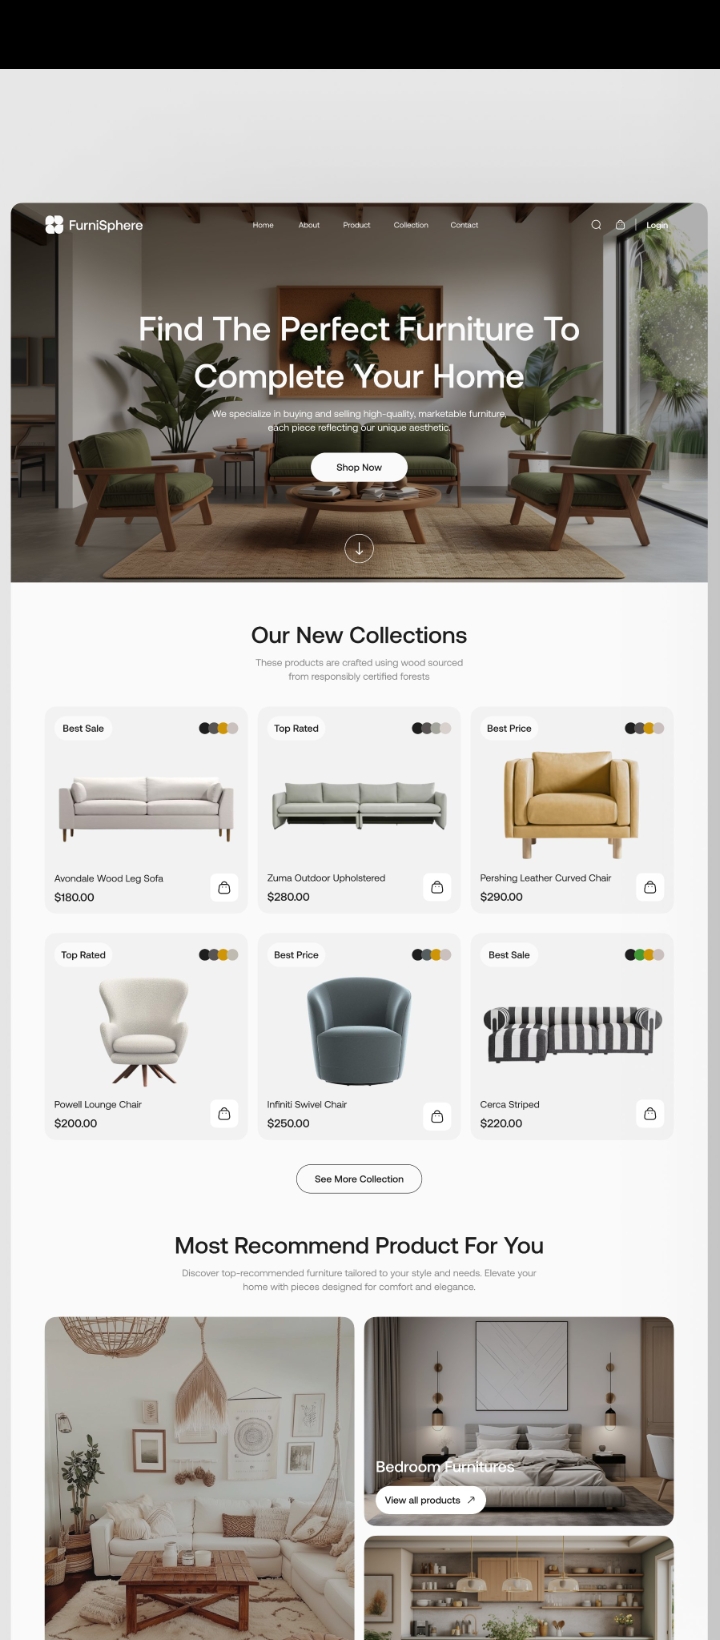 FurniSphere
Home About Product Collection Contact
Login
Find The Perfect Furniture To
Complete Your Home
We specialize in buying and selling high-quality, marketable furniture,
each piece reflecting our unique aesthetic.
Shop Now
Our New Collections
These products are crafted using wood sourced
from responsibly certified forests
Best Sale
Avondale Wood Leg Sofa
$180.00
Top Rated
Zuma Outdoor Upholstered
$280.00
Best Price
Pershing Leather Curved Chair
$290.00
Top Rated
Powell Lounge Chair
$200.00
Best Price
Infiniti Swivel Chair
$250.00
Best Sale
Cerca Striped
$220.00
See More Collection
Most Recommend Product For You
Discover top-recommended furniture tailored to your style and needs. Elevate your
home with pieces designed for comfort and elegance.
Bedroom Furnitures
View all products